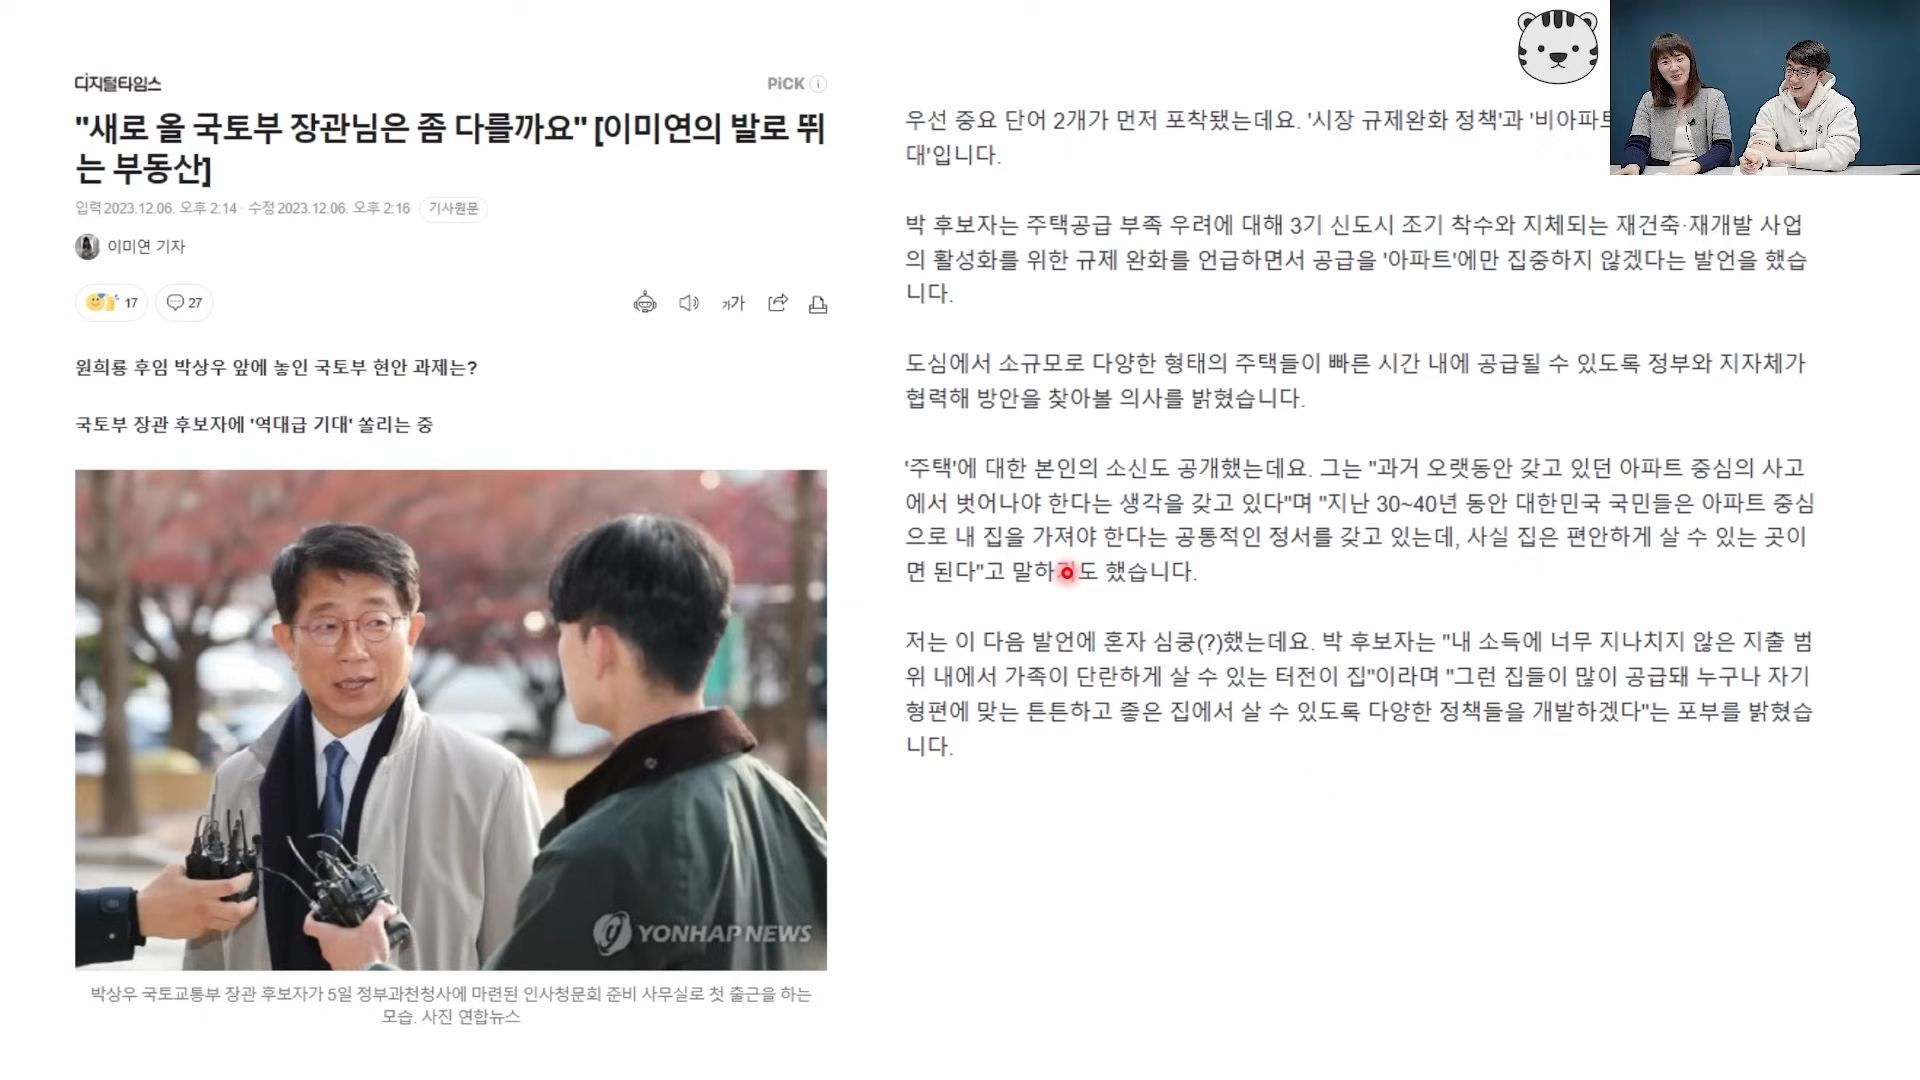 디지털타임스
PiCK
"새로 올 국토부 장관님은 좀 다를까요" [이미연의 발로 뛰
는 부동산]
입력 2023.12.06. 오후 2:14 · 수정 2023.12.06. 오후 2:16 기사원문
이미연 기자
17 27
가가
원희룡 후임 박상우 앞에 놓인 국토부 현안 과제는?
국토부 장관 후보자에 '역대급 기대' 쏠리는 중
YONHAP NEWS
박상우 국토교통부 장관 후보자가 5일 정부과천청사에 마련된 인사청문회 준비 사무실로 첫 출근을 하는
모습. 사진 연합뉴스
우선 중요 단어 2개가 먼저 포착됐는데요. '시장 규제완화 정책'과 '비아파트
대'입니다.
박 후보자는 주택공급 부족 우려에 대해 3기 신도시 조기 착수와 지체되는 재건축·재개발 사업
의 활성화를 위한 규제 완화를 언급하면서 공급을 '아파트'에만 집중하지 않겠다는 발언을 했습
니다.
도심에서 소규모로 다양한 형태의 주택들이 빠른 시간 내에 공급될 수 있도록 정부와 지자체가
협력해 방안을 찾아볼 의사를 밝혔습니다.
'주택'에 대한 본인의 소신도 공개했는데요. 그는 "과거 오랫동안 갖고 있던 아파트 중심의 사고
에서 벗어나야 한다는 생각을 갖고 있다"며 "지난 30~40년 동안 대한민국 국민들은 아파트 중심
으로 내 집을 가져야 한다는 공통적인 정서를 갖고 있는데, 사실 집은 편안하게 살 수 있는 곳이
면 된다"고 말하기도 했습니다.
저는 이 다음 발언에 혼자 심쿵(?)했는데요. 박 후보자는 "내 소득에 너무 지나치지 않은 지출 범
위 내에서 가족이 단란하게 살 수 있는 터전이 집"이라며 "그런 집들이 많이 공급돼 누구나 자기
형편에 맞는 튼튼하고 좋은 집에서 살 수 있도록 다양한 정책들을 개발하겠다"는 포부를 밝혔습
니다.